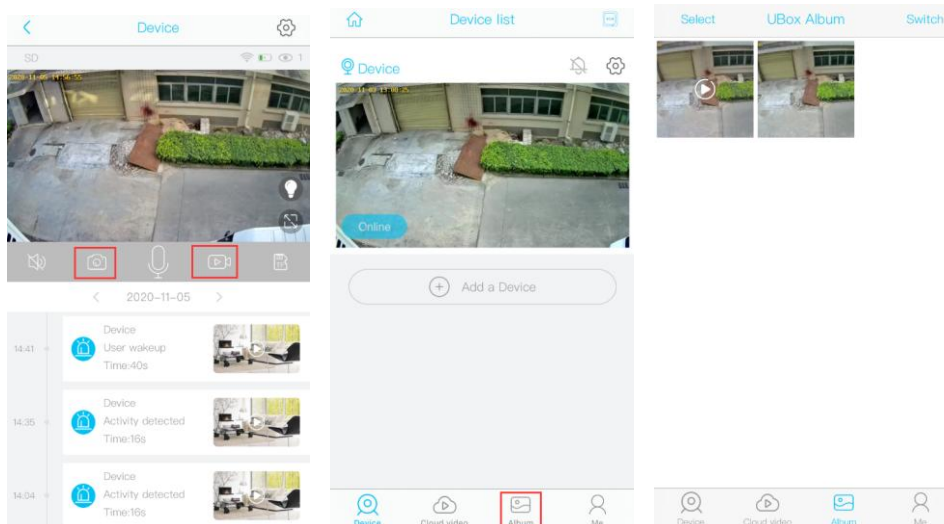 Device
SD
1
2020-11-05 14:56:55
2020-11-05
14:41
Device
User wakeup
Time:40s
14:35
Device
Activity detected
Time:16s
14:04
Device
Activity detected
Time:16s
Device list
Device
Online
Add a Device
Device
Cloud video
Album
Me
Select
UBox Album
Switch
Device
Cloud video
Album
Me